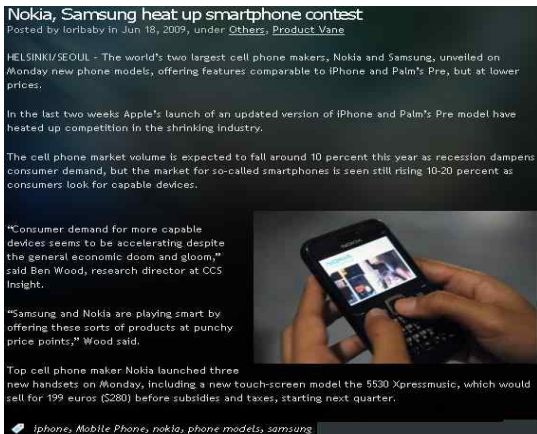 Nokia, Samsung heat up smartphone contest
Posted by loribaby in Jun 18, 2009, under Others, Product Vane
HELSINKI/SEOUL - The world's two largest cell phone makers, Nokia and Samsung, unveiled on
Monday new phone models, offering features comparable to iPhone and Palm's Pre, but at lower
prices.
In the last two weeks Apple's launch of an updated version of iPhone and Palm's Pre model have
heated up competition in the shrinking industry.
The cell phone market volume is expected to fall around 10 percent this year as recession dampens
consumer demand, but the market for so-called smartphones is seen still rising 10-20 percent as
consumers look for capable devices.
“Consumer demand for more capable
devices seems to be accelerating despite
the general economic doom and gloom,”
said Ben Wood, research director at CCS
Insight.
“Samsung and Nokia are playing smart by
offering these sorts of products at punchy
price points,” Wood said.
Top cell phone maker Nokia launched three
new handsets on Monday, including a new touch-screen model the 5530 Xpressmusic, which would
sell for 199 euros ($280) before subsidies and taxes, starting next quarter.
iphone, Mobile Phone, nokia, phone models, samsung
NOKIA